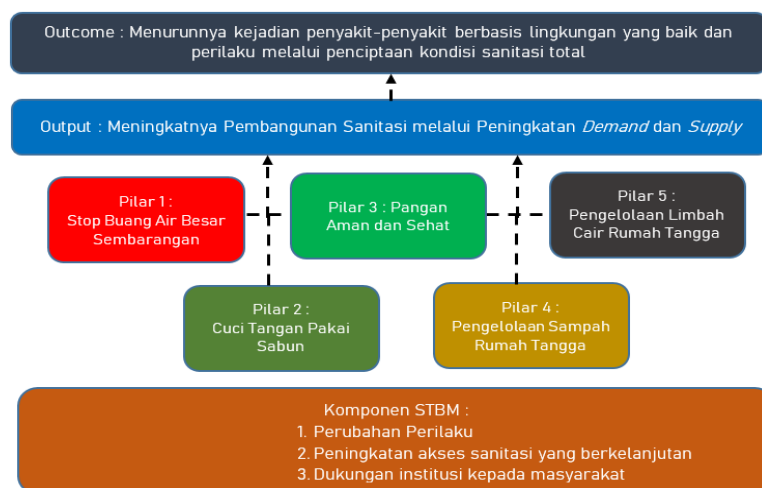 Outcome : Menurunnya kejadian penyakit-penyakit berbasis lingkungan yang baik dan
perilaku melalui penciptaan kondisi sanitasi total
Output : Meningkatnya Pembangunan Sanitasi melalui Peningkatan Demand dan Supply
Pilar 1 :
Stop Buang Air Besar
Sembarangan
Pilar 3 : Pangan
Aman dan Sehat
Pilar 5 :
Pengelolaan Limbah
Cair Rumah Tangga
Pilar 2 :
Cuci Tangan Pakai
Sabun
Pilar 4 :
Pengelolaan Sampah
Rumah Tangga
Komponen STBM :
1. Perubahan Perilaku
2. Peningkatan akses sanitasi yang berkelanjutan
3. Dukungan institusi kepada masyarakat